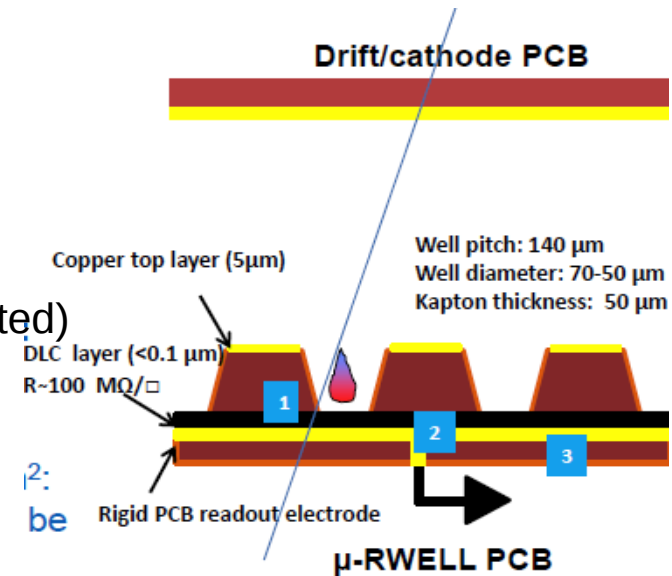 Drift/cathode PCB
Well pitch: 140 µm
Well diameter: 70-50 µm
Kapton thickness: 50 µm
Copper top layer (5µm)
ted)
DLC layer (<0.1 µm)
R~100 MΩ/□
1
2
3
²:
be
Rigid PCB readout electrode
µ-RWELL PCB